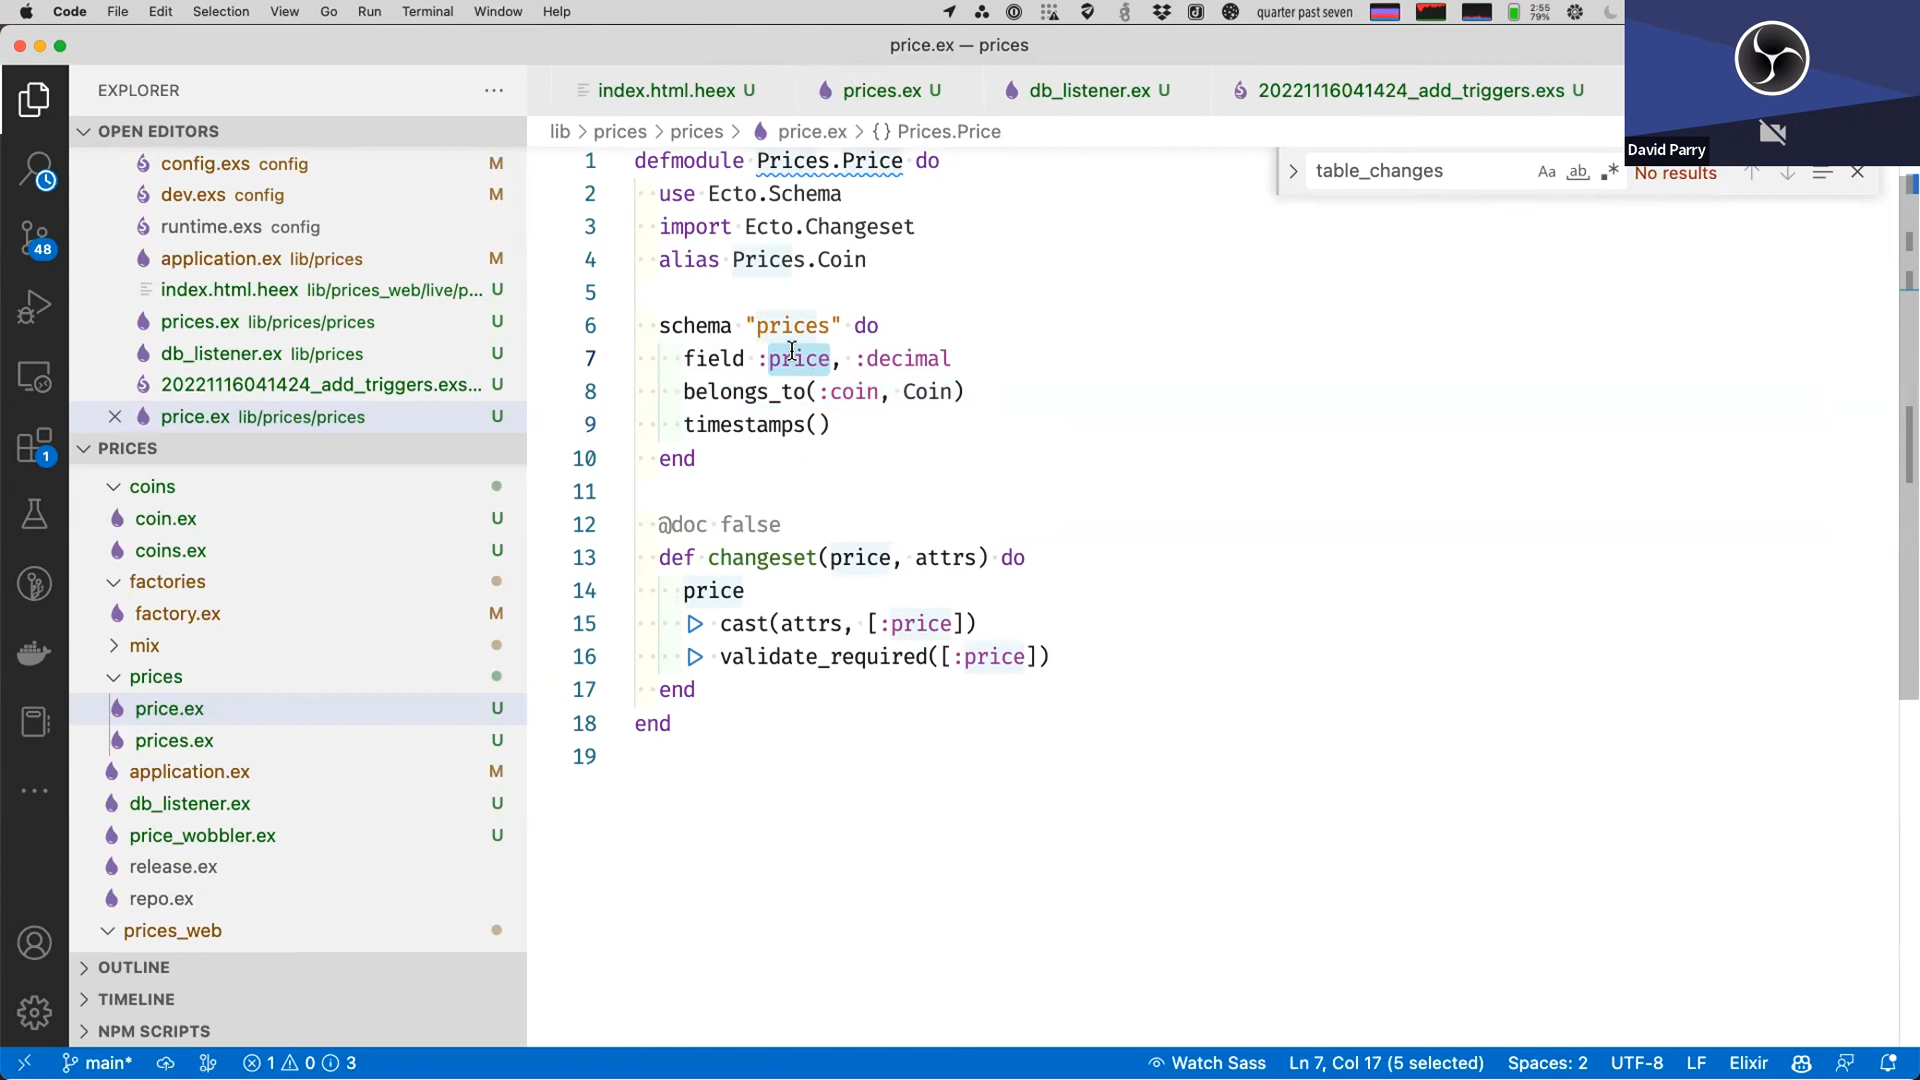 Code File Edit Selection View Go Run Terminal Window Help
quarter past seven 2:55 79%
price.ex — prices
David Parry
EXPLORER
OPEN EDITORS
config.exs config M
dev.exs config M
runtime.exs config
application.ex lib/prices M
index.html.heex lib/prices_web/live/p... U
prices.ex lib/prices/prices U
db_listener.ex lib/prices U
20221116041424_add_triggers.exs... U
price.ex lib/prices/prices U
PRICES
coins
coin.ex U
coins.ex U
factories
factory.ex M
mix
prices
price.ex U
prices.ex U
application.ex M
db_listener.ex U
price_wobbler.ex U
release.ex
repo.ex
prices_web
OUTLINE
TIMELINE
NPM SCRIPTS
48
1
index.html.heex U prices.ex U db_listener.ex U 20221116041424_add_triggers.exs U
lib > prices > prices > price.ex > {} Prices.Price
table_changes Aa ab .* No results
1 defmodule Prices.Price do
2 use Ecto.Schema
3 import Ecto.Changeset
4 alias Prices.Coin
5
6 schema "prices" do
7 field :price, :decimal
8 belongs_to(:coin, Coin)
9 timestamps()
10 end
11
12 @doc false
13 def changeset(price, attrs) do
14 price
15 |> cast(attrs, [:price])
16 |> validate_required([:price])
17 end
18 end
19
main* 1 0 3 Watch Sass Ln 7, Col 17 (5 selected) Spaces: 2 UTF-8 LF Elixir